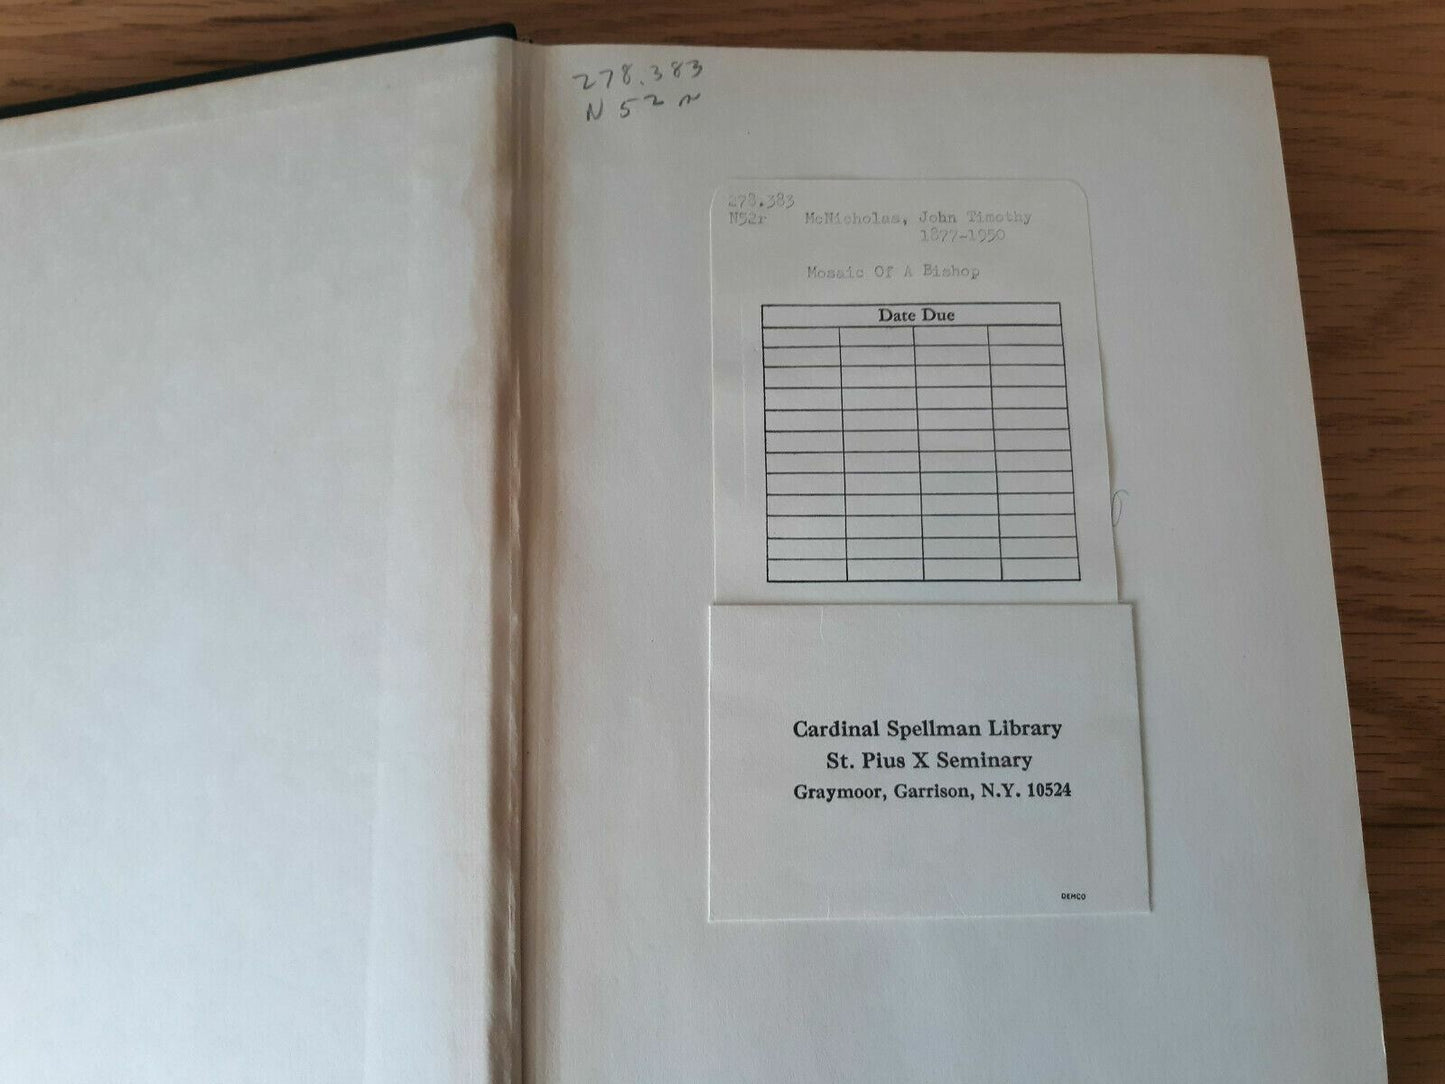 278.383
N 52 r
278.383
N52r McNicholas, John Timothy
1877-1950
Mosaic Of A Bishop
Date Due
Cardinal Spellman Library
St. Pius X Seminary
Graymoor, Garrison, N.Y. 10524
DEMCO